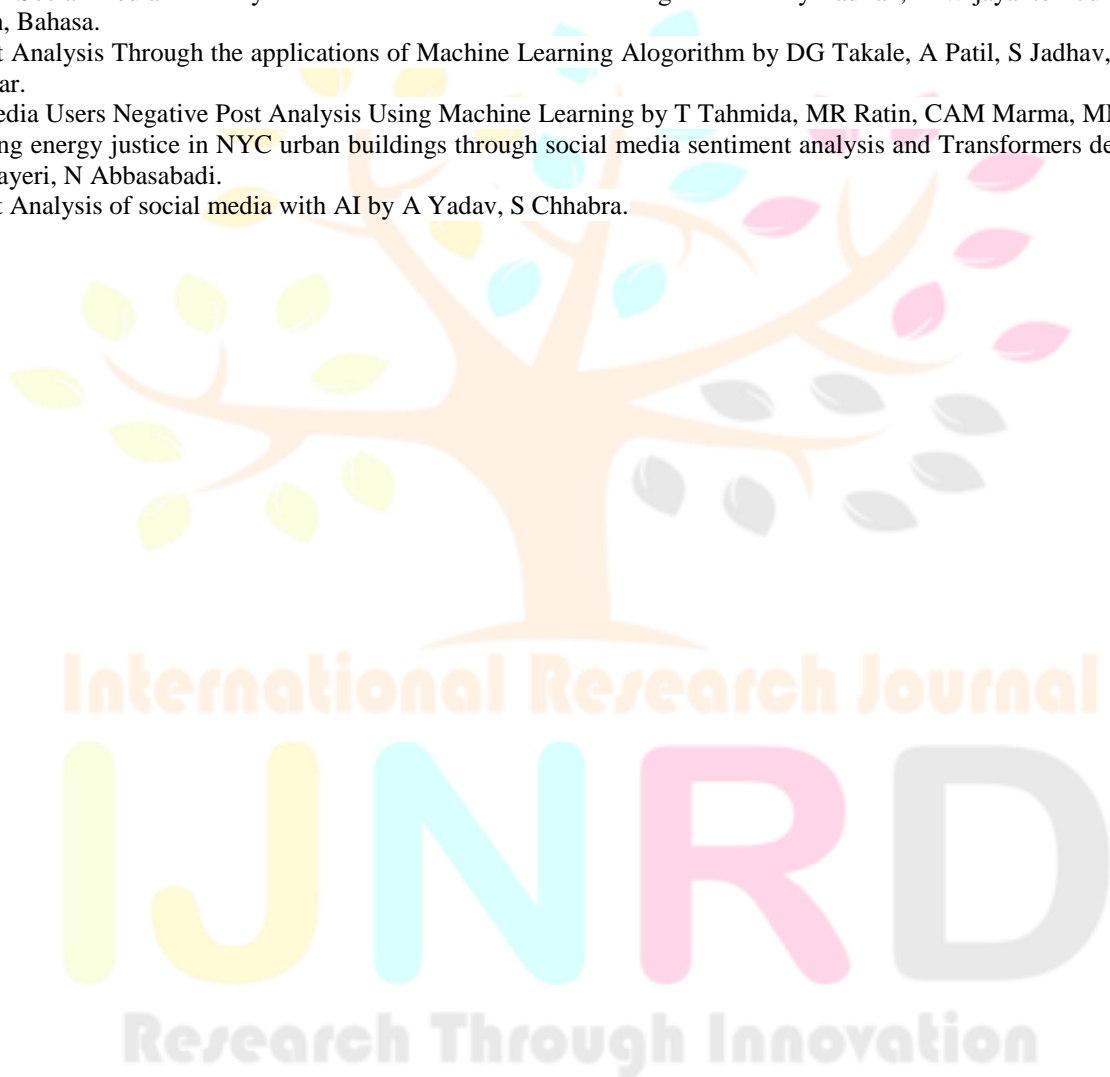 n, Bahasa.
t Analysis Through the applications of Machine Learning Alogorithm by DG Takale, A Patil, S Jadhav,
ar.
edia Users Negative Post Analysis Using Machine Learning by T Tahmida, MR Ratin, CAM Marma,
ng energy justice in NYC urban buildings through social media sentiment analysis and Transformers de
ayeri, N Abbasabadi.
t Analysis of social media with AI by A Yadav, S Chhabra.
International Research Journal
IJNRD
Research Through Innovation